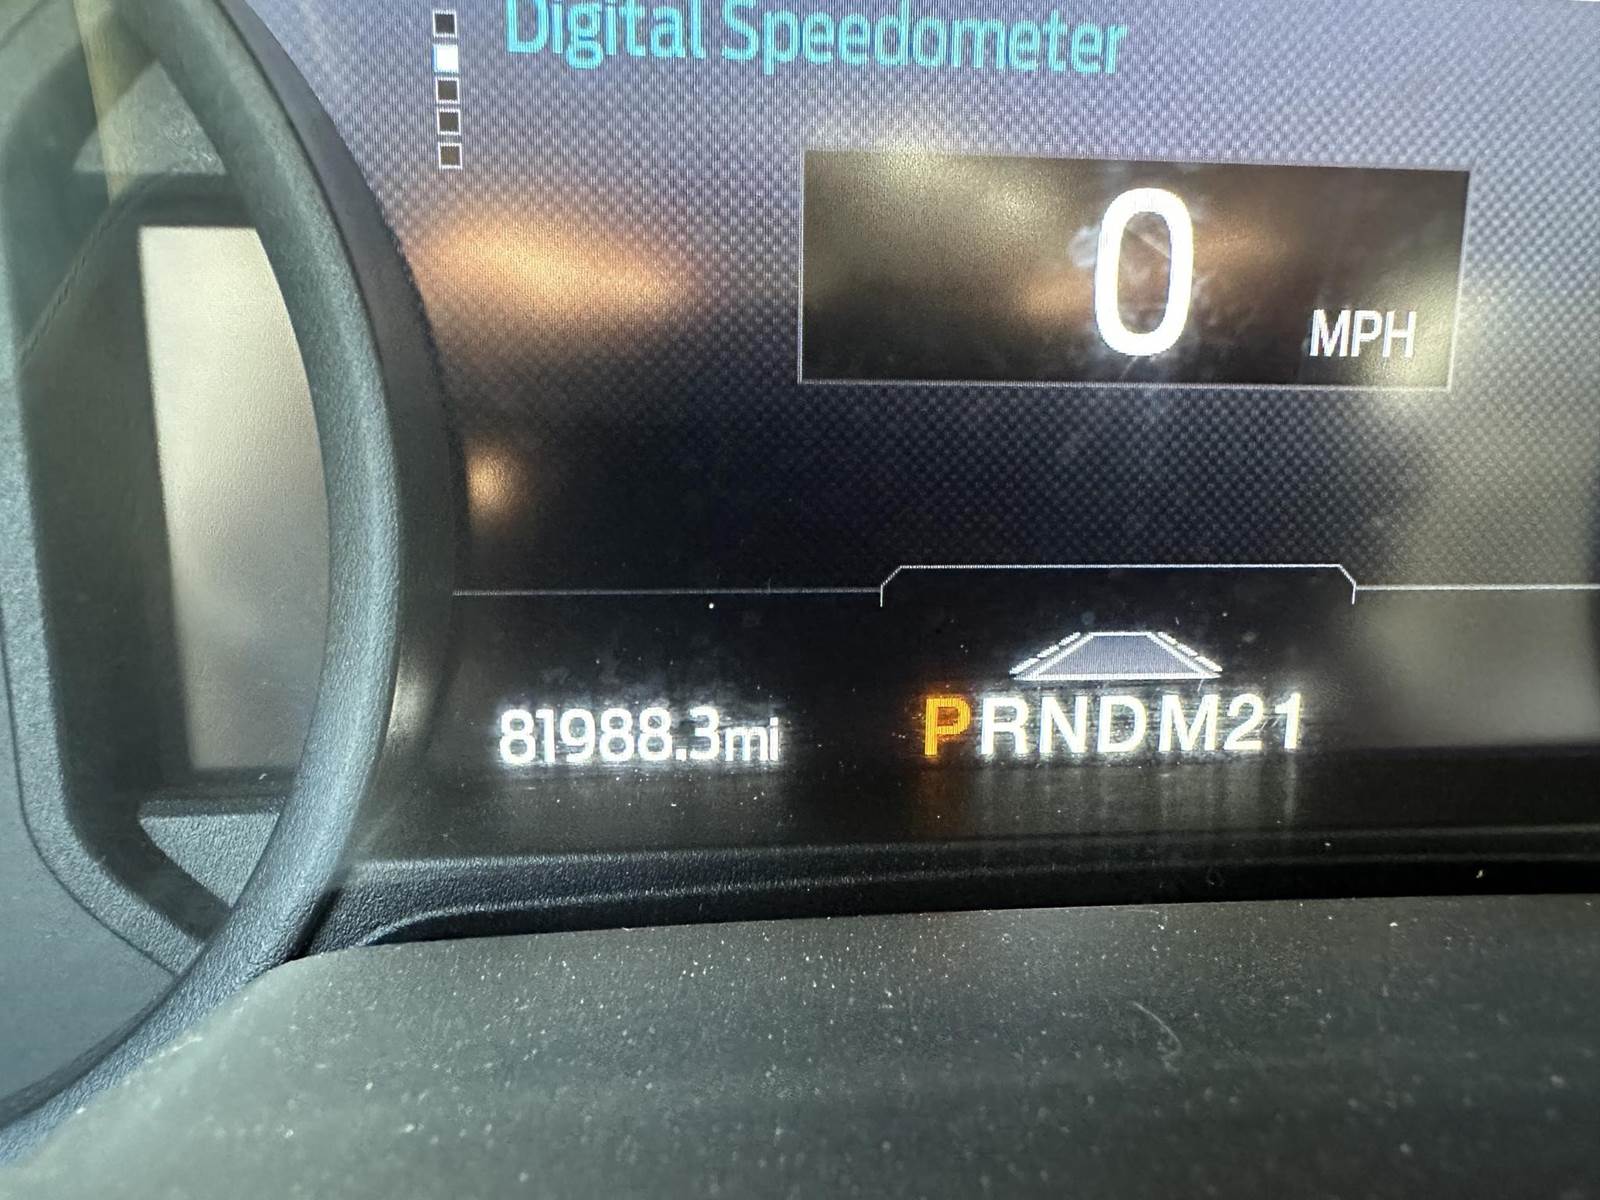 Digital Speedometer
0 MPH
81988.3mi PRNDM21